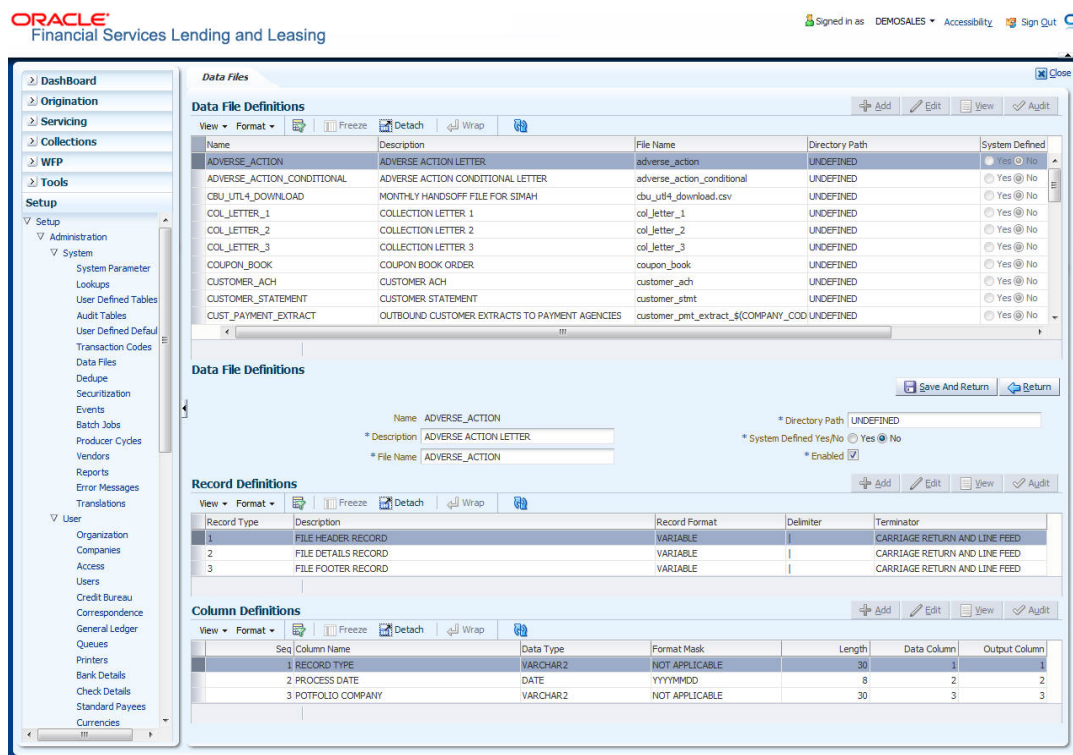 ORACLE
Financial Services Lending and Leasing
Signed in as DEMOSALES Accessibility Sign Out
DashBoard
Origination
Servicing
Collections
WFP
Tools
Setup
Setup
Administration
System
System Parameter
Lookups
User Defined Tables
Audit Tables
User Defined Defaul
Transaction Codes
Data Files
Dedupe
Securitization
Events
Batch Jobs
Producer Cycles
Vendors
Reports
Error Messages
Translations
User
Organization
Companies
Access
Users
Credit Bureau
Correspondence
General Ledger
Queues
Printers
Bank Details
Check Details
Standard Payees
Currencies
Data Files
Close
Data File Definitions
Add Edit View Audit
View Format Freeze Detach Wrap
Name Description File Name Directory Path System Defined
ADVERSE_ACTION ADVERSE ACTION LETTER adverse_action UNDEFINED Yes No
ADVERSE_ACTION_CONDITIONAL ADVERSE ACTION CONDITIONAL LETTER adverse_action_conditional UNDEFINED Yes No
CBU_UTL4_DOWNLOAD MONTHLY HANDSOFF FILE FOR SIMAH cbu_utl4_download.csv UNDEFINED Yes No
COL_LETTER_1 COLLECTION LETTER 1 col_letter_1 UNDEFINED Yes No
COL_LETTER_2 COLLECTION LETTER 2 col_letter_2 UNDEFINED Yes No
COL_LETTER_3 COLLECTION LETTER 3 col_letter_3 UNDEFINED Yes No
COUPON_BOOK COUPON BOOK ORDER coupon_book UNDEFINED Yes No
CUSTOMER_ACH CUSTOMER ACH customer_ach UNDEFINED Yes No
CUSTOMER_STATEMENT CUSTOMER STATEMENT customer_stmt UNDEFINED Yes No
CUST_PAYMENT_EXTRACT OUTBOUND CUSTOMER EXTRACTS TO PAYMENT AGENCIES customer_pmt_extract_$(COMPANY_COD UNDEFINED Yes No
Data File Definitions
Save And Return Return
Name ADVERSE_ACTION
* Description ADVERSE ACTION LETTER
* File Name ADVERSE_ACTION
* Directory Path UNDEFINED
* System Defined Yes/No Yes No
* Enabled
Record Definitions
Add Edit View Audit
View Format Freeze Detach Wrap
Record Type Description Record Format Delimiter Terminator
1 FILE HEADER RECORD VARIABLE | CARRIAGE RETURN AND LINE FEED
2 FILE DETAILS RECORD VARIABLE | CARRIAGE RETURN AND LINE FEED
3 FILE FOOTER RECORD VARIABLE | CARRIAGE RETURN AND LINE FEED
Column Definitions
Add Edit View Audit
View Format Freeze Detach Wrap
Seq Column Name Data Type Format Mask Length Data Column Output Column
1 RECORD TYPE VARCHAR2 NOT APPLICABLE 30 1 1
2 PROCESS DATE DATE YYYYMMDD 8 2 2
3 POTFOLIO COMPANY VARCHAR2 NOT APPLICABLE 30 3 3